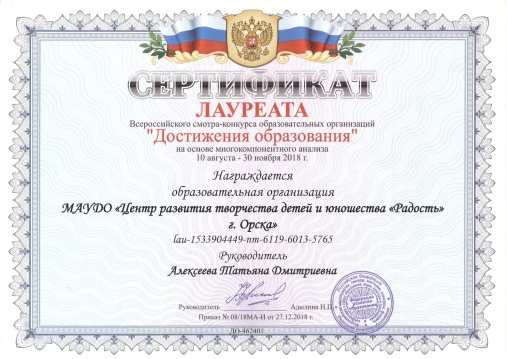 СЕРТИФИКАТ
ЛАУРЕАТА
Всероссийского смотра-конкурса образовательных организаций
"Достижения образования"
на основе многокомпонентного анализа
10 августа - 30 ноября 2018 г.
Награждается
образовательная организация
МАУДО «Центр развития творчества детей и юношества «Радость»
г. Орска»
lau-1533904449-nm-6119-6013-5765
Руководитель
Алексеева Татьяна Дмитриевна
Руководитель Адылина Н.П.
Приказ № 08/18МА-Н от 27.12.2018 г.
ДО-462401